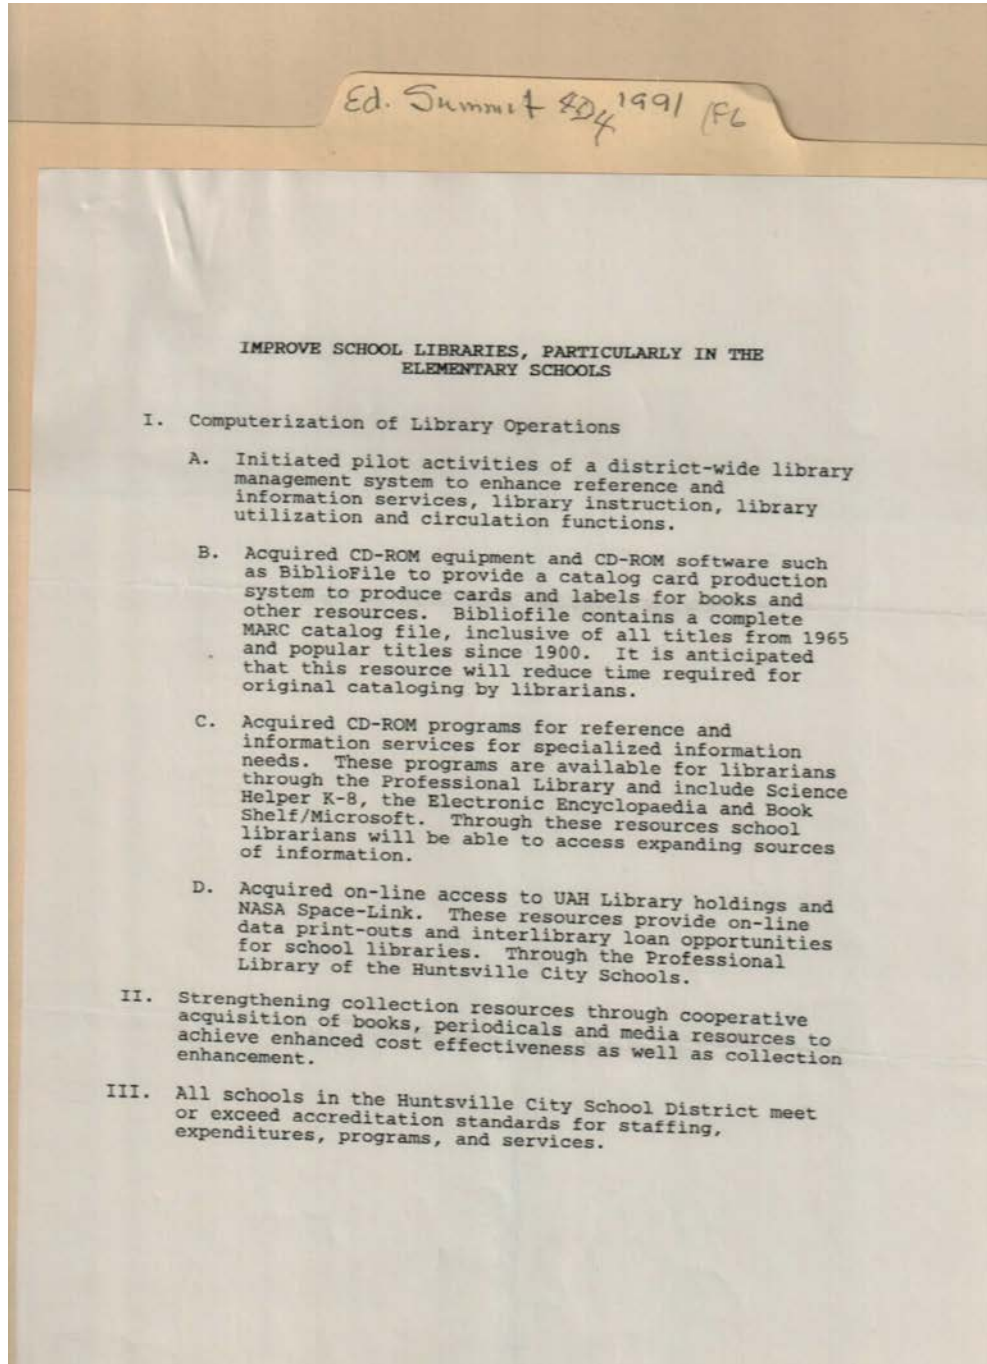 Ed. Summit 4D4 1991 (F6
IMPROVE SCHOOL LIBRARIES, PARTICULARLY IN THE
ELEMENTARY SCHOOLS
I. Computerization of Library Operations
A. Initiated pilot activities of a district-wide library
management system to enhance reference and
information services, library instruction, library
utilization and circulation functions.
B. Acquired CD-ROM equipment and CD-ROM software such
as BiblioFile to provide a catalog card production
system to produce cards and labels for books and
other resources. Bibliofile contains a complete
MARC catalog file, inclusive of all titles from 1965
and popular titles since 1900. It is anticipated
that this resource will reduce time required for
original cataloging by librarians.
C. Acquired CD-ROM programs for reference and
information services for specialized information
needs. These programs are available for librarians
through the Professional Library and include Science
Helper K-8, the Electronic Encyclopaedia and Book
Shelf/Microsoft. Through these resources school
librarians will be able to access expanding sources
of information.
D. Acquired on-line access to UAH Library holdings and
NASA Space-Link. These resources provide on-line
data print-outs and interlibrary loan opportunities
for school libraries. Through the Professional
Library of the Huntsville City Schools.
II. Strengthening collection resources through cooperative
acquisition of books, periodicals and media resources to
achieve enhanced cost effectiveness as well as collection
enhancement.
III. All schools in the Huntsville City School District meet
or exceed accreditation standards for staffing,
expenditures, programs, and services.